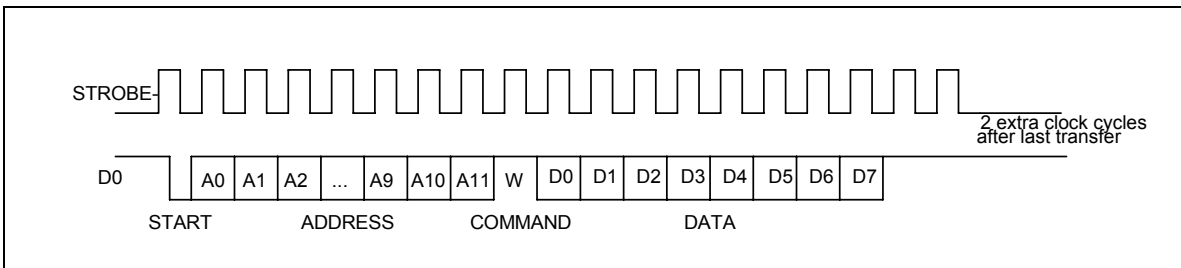 STROBE-
2 extra clock cycles
after last transfer
D0
A0 A1 A2 ... A9 A10 A11 W D0 D1 D2 D3 D4 D5 D6 D7
START ADDRESS COMMAND DATA